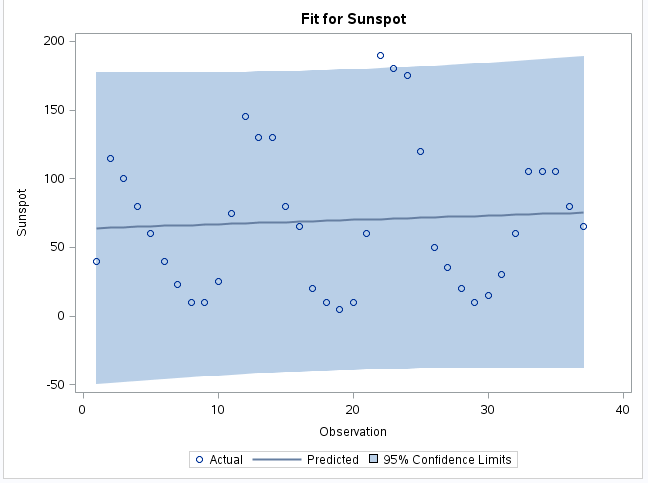 Fit for Sunspot
200
150
100
50
0
-50
Sunspot
0 10 20 30 40
Observation
Actual Predicted 95% Confidence Limits